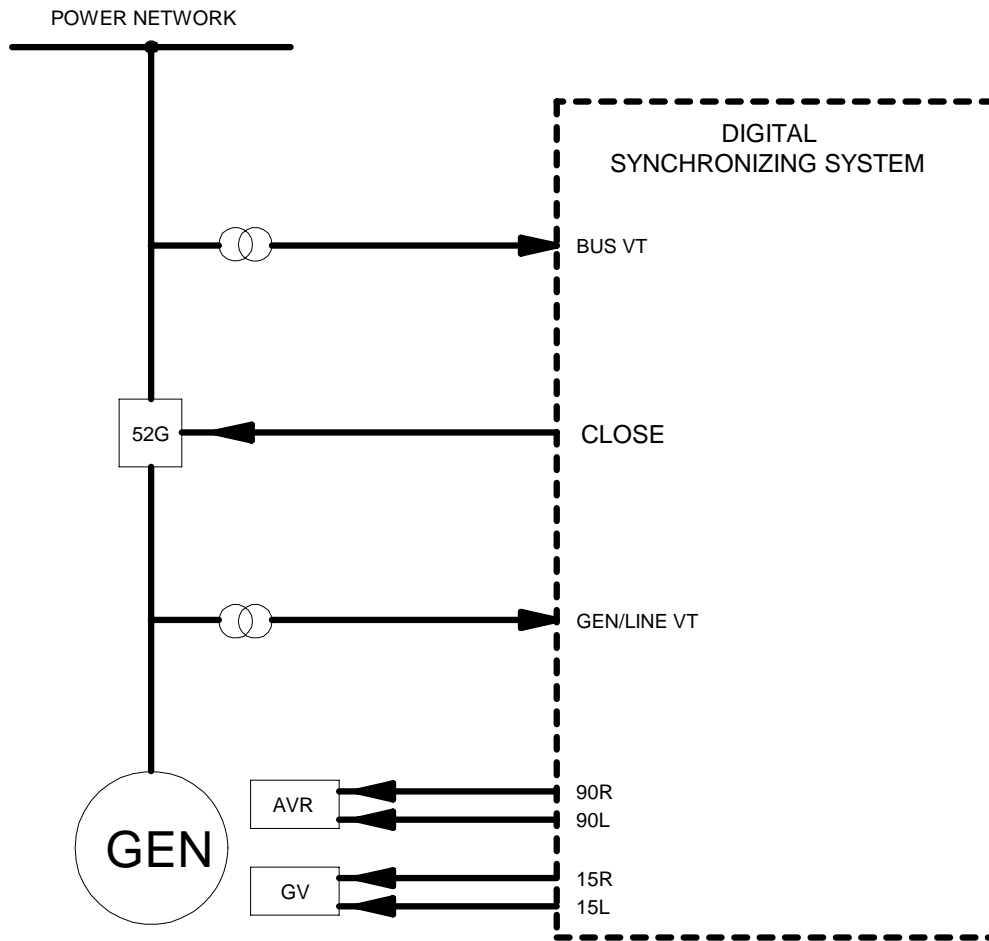 POWER NETWORK
DIGITAL
SYNCHRONIZING SYSTEM
BUS VT
52G
CLOSE
GEN/LINE VT
GEN
AVR
90R
90L
GV
15R
15L